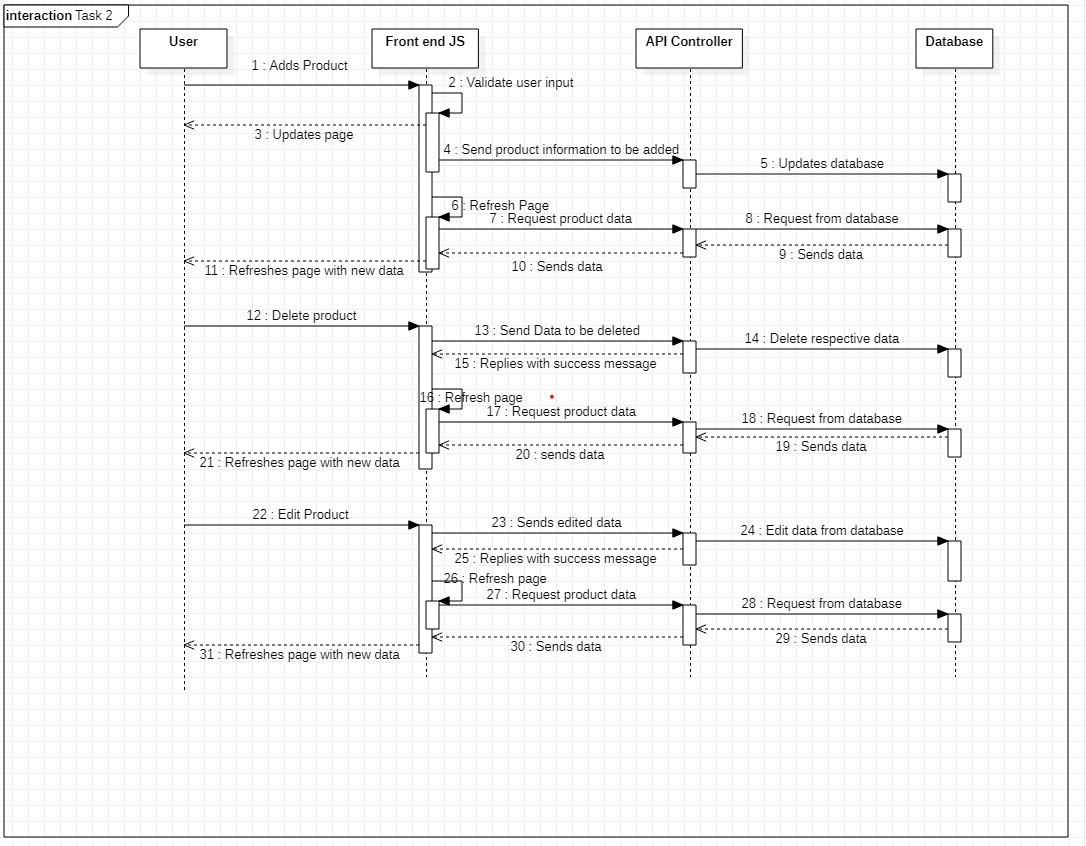 interaction Task 2
User
Front end JS
API Controller
Database
1 : Adds Product
2 : Validate user input
3 : Updates page
4 : Send product information to be added
5 : Updates database
6 : Refresh Page
7 : Request product data
8 : Request from database
9 : Sends data
10 : Sends data
11 : Refreshes page with new data
12 : Delete product
13 : Send Data to be deleted
14 : Delete respective data
15 : Replies with success message
16 : Refresh page
17 : Request product data
18 : Request from database
19 : Sends data
20 : sends data
21 : Refreshes page with new data
22 : Edit Product
23 : Sends edited data
24 : Edit data from database
25 : Replies with success message
26 : Refresh page
27 : Request product data
28 : Request from database
29 : Sends data
30 : Sends data
31 : Refreshes page with new data